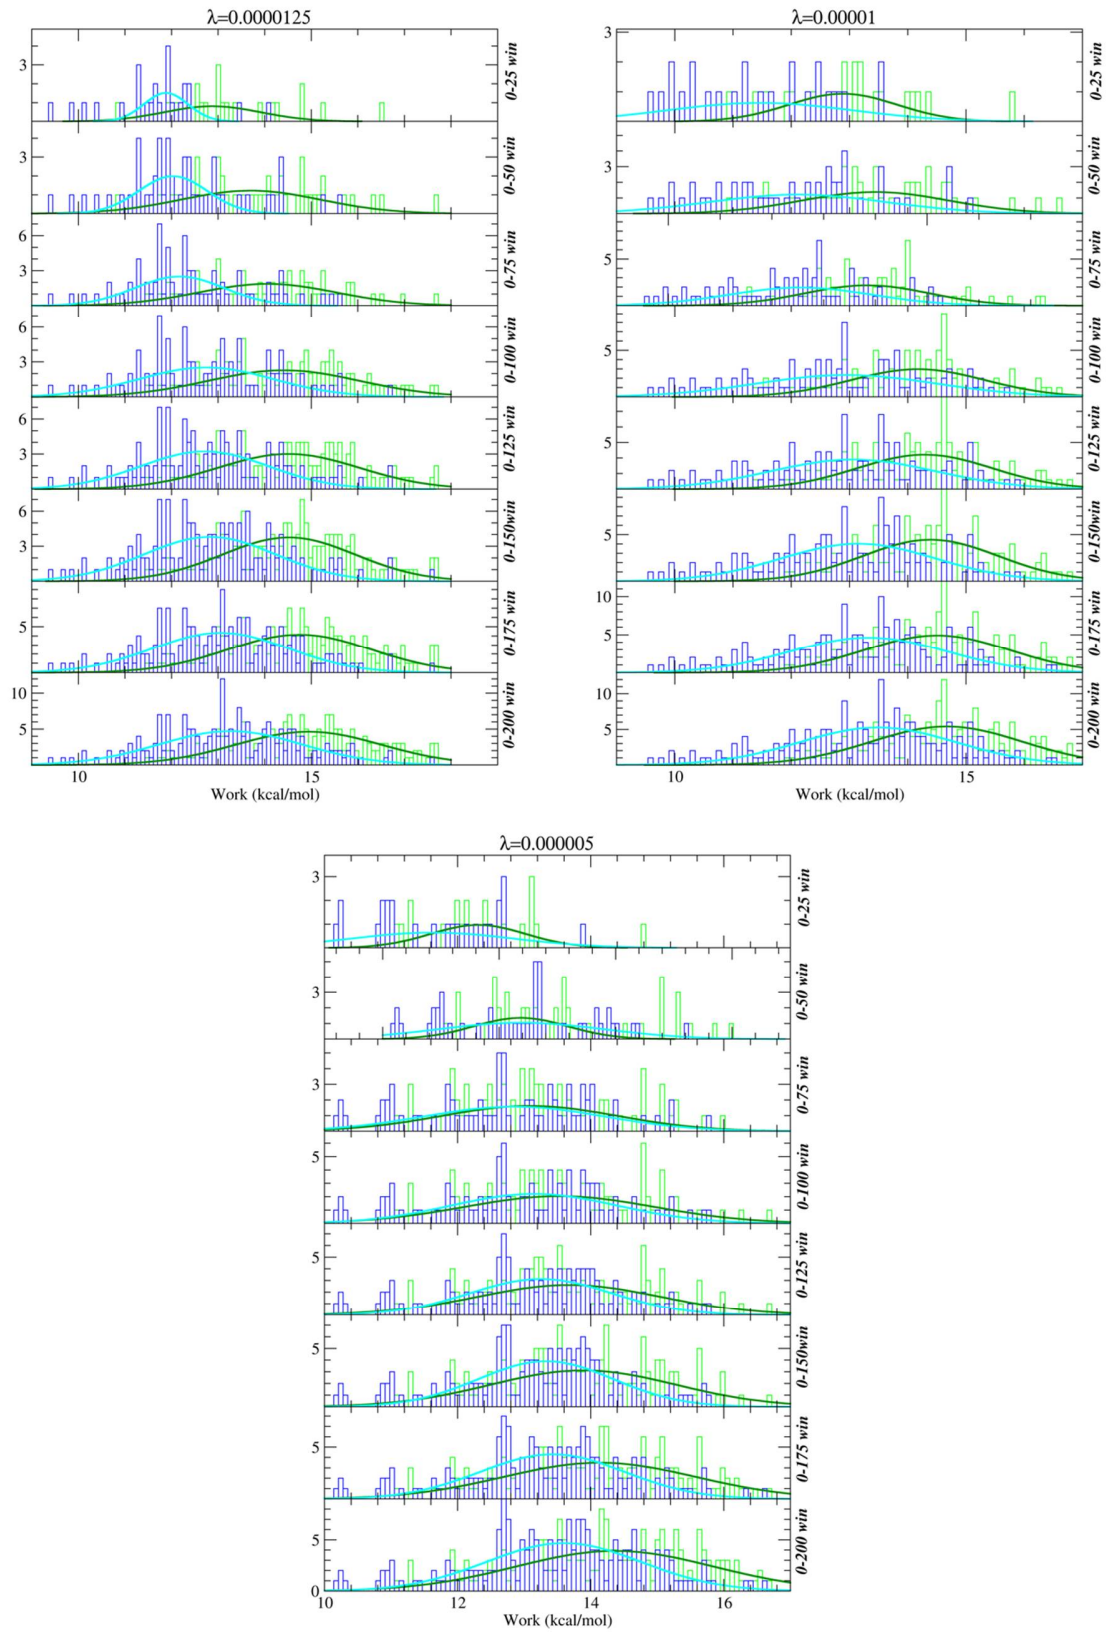 λ=0.0000125
3
0-25 win
3
0-50 win
6
3
0-75 win
6
3
0-100 win
6
3
0-125 win
6
3
0-150win
5
0-175 win
10
5
0-200 win
10 15
Work (kcal/mol)
λ=0.00001
3
0-25 win
3
0-50 win
5
0-75 win
5
0-100 win
5
0-125 win
5
0-150win
10
5
0-175 win
10
5
0-200 win
10 15
Work (kcal/mol)
λ=0.000005
3
0-25 win
3
0-50 win
3
0-75 win
5
0-100 win
5
0-125 win
5
0-150win
5
0-175 win
5
0
0-200 win
10 12 14 16
Work (kcal/mol)